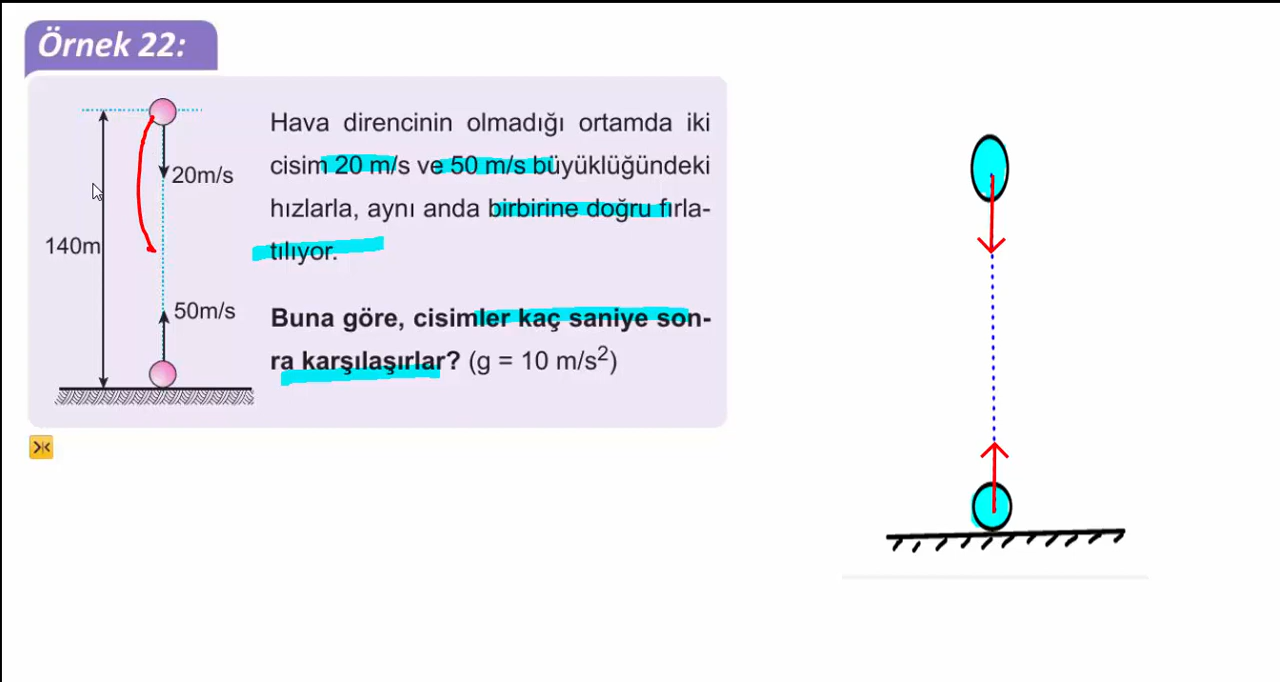 Örnek 22:
Hava direncinin olmadığı ortamda iki
cisim 20 m/s ve 50 m/s büyüklüğündeki
hızlarla, aynı anda birbirine doğru fırla-
tılıyor.
Buna göre, cisimler kaç saniye son-
ra karşılaşırlar? (g = 10 m/s²)
20m/s
140m
50m/s